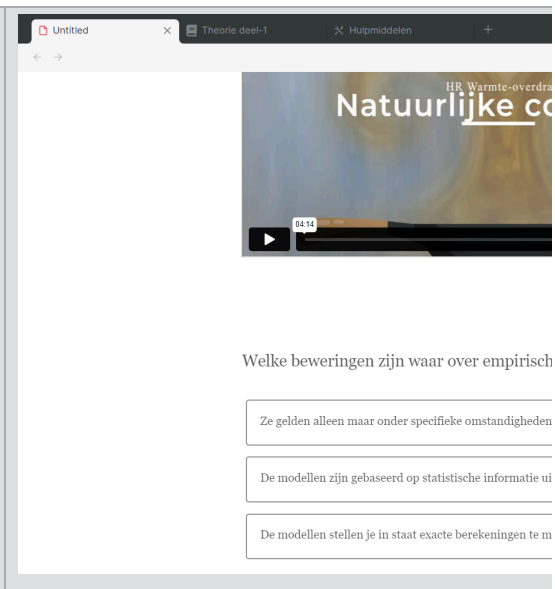 Untitled
Theorie deel-1
Hulpmiddelen
HR Warmte-overdra
Natuurlijke co
04:14
Welke beweringen zijn waar over empirisch
Ze gelden alleen maar onder specifieke omstandigheden
De modellen zijn gebaseerd op statistische informatie ui
De modellen stellen je in staat exacte berekeningen te m